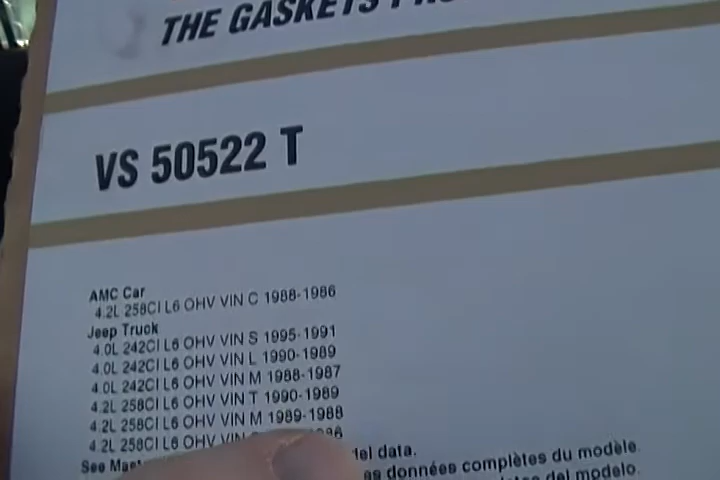 THE GASKETS
VS 50522 T
AMC Car
4.2L 258CI L6 OHV VIN C 1988-1986
Jeep Truck
4.0L 242CI L6 OHV VIN S 1995-1991
4.0L 242CI L6 OHV VIN L 1990-1989
4.0L 242CI L6 OHV VIN M 1988-1987
4.2L 258CI L6 OHV VIN T 1990-1989
4.2L 258CI L6 OHV VIN M 1989-1988
4.2L 258CI L6 OHV VIN
See del data.
données complètes du modèle
del modelo.